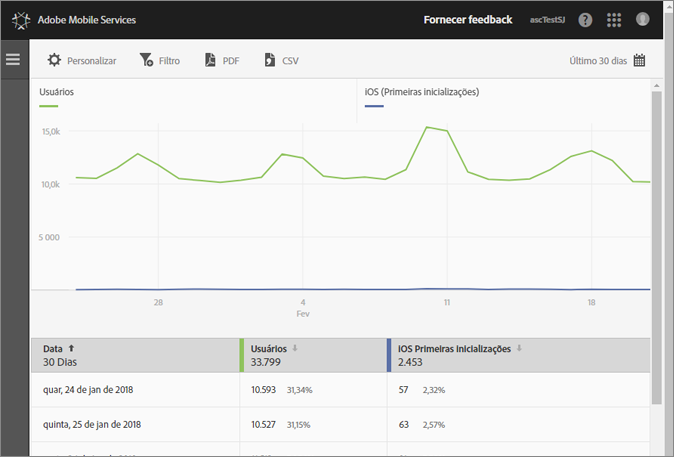 Adobe Mobile Services Fornecer feedback ascTestSJ ?
Personalizar Filtro PDF CSV Último 30 dias
Usuários iOS (Primeiras inicializações)
15,0k
10,0k
5 000
28 4 11 18
Fev
Data Usuários IOS Primeiras Inicializações
30 Dias 33.799 2.453
quar, 24 de jan de 2018 10.593 31,34% 57 2,32%
quinta, 25 de jan de 2018 10.527 31,15% 63 2,57%